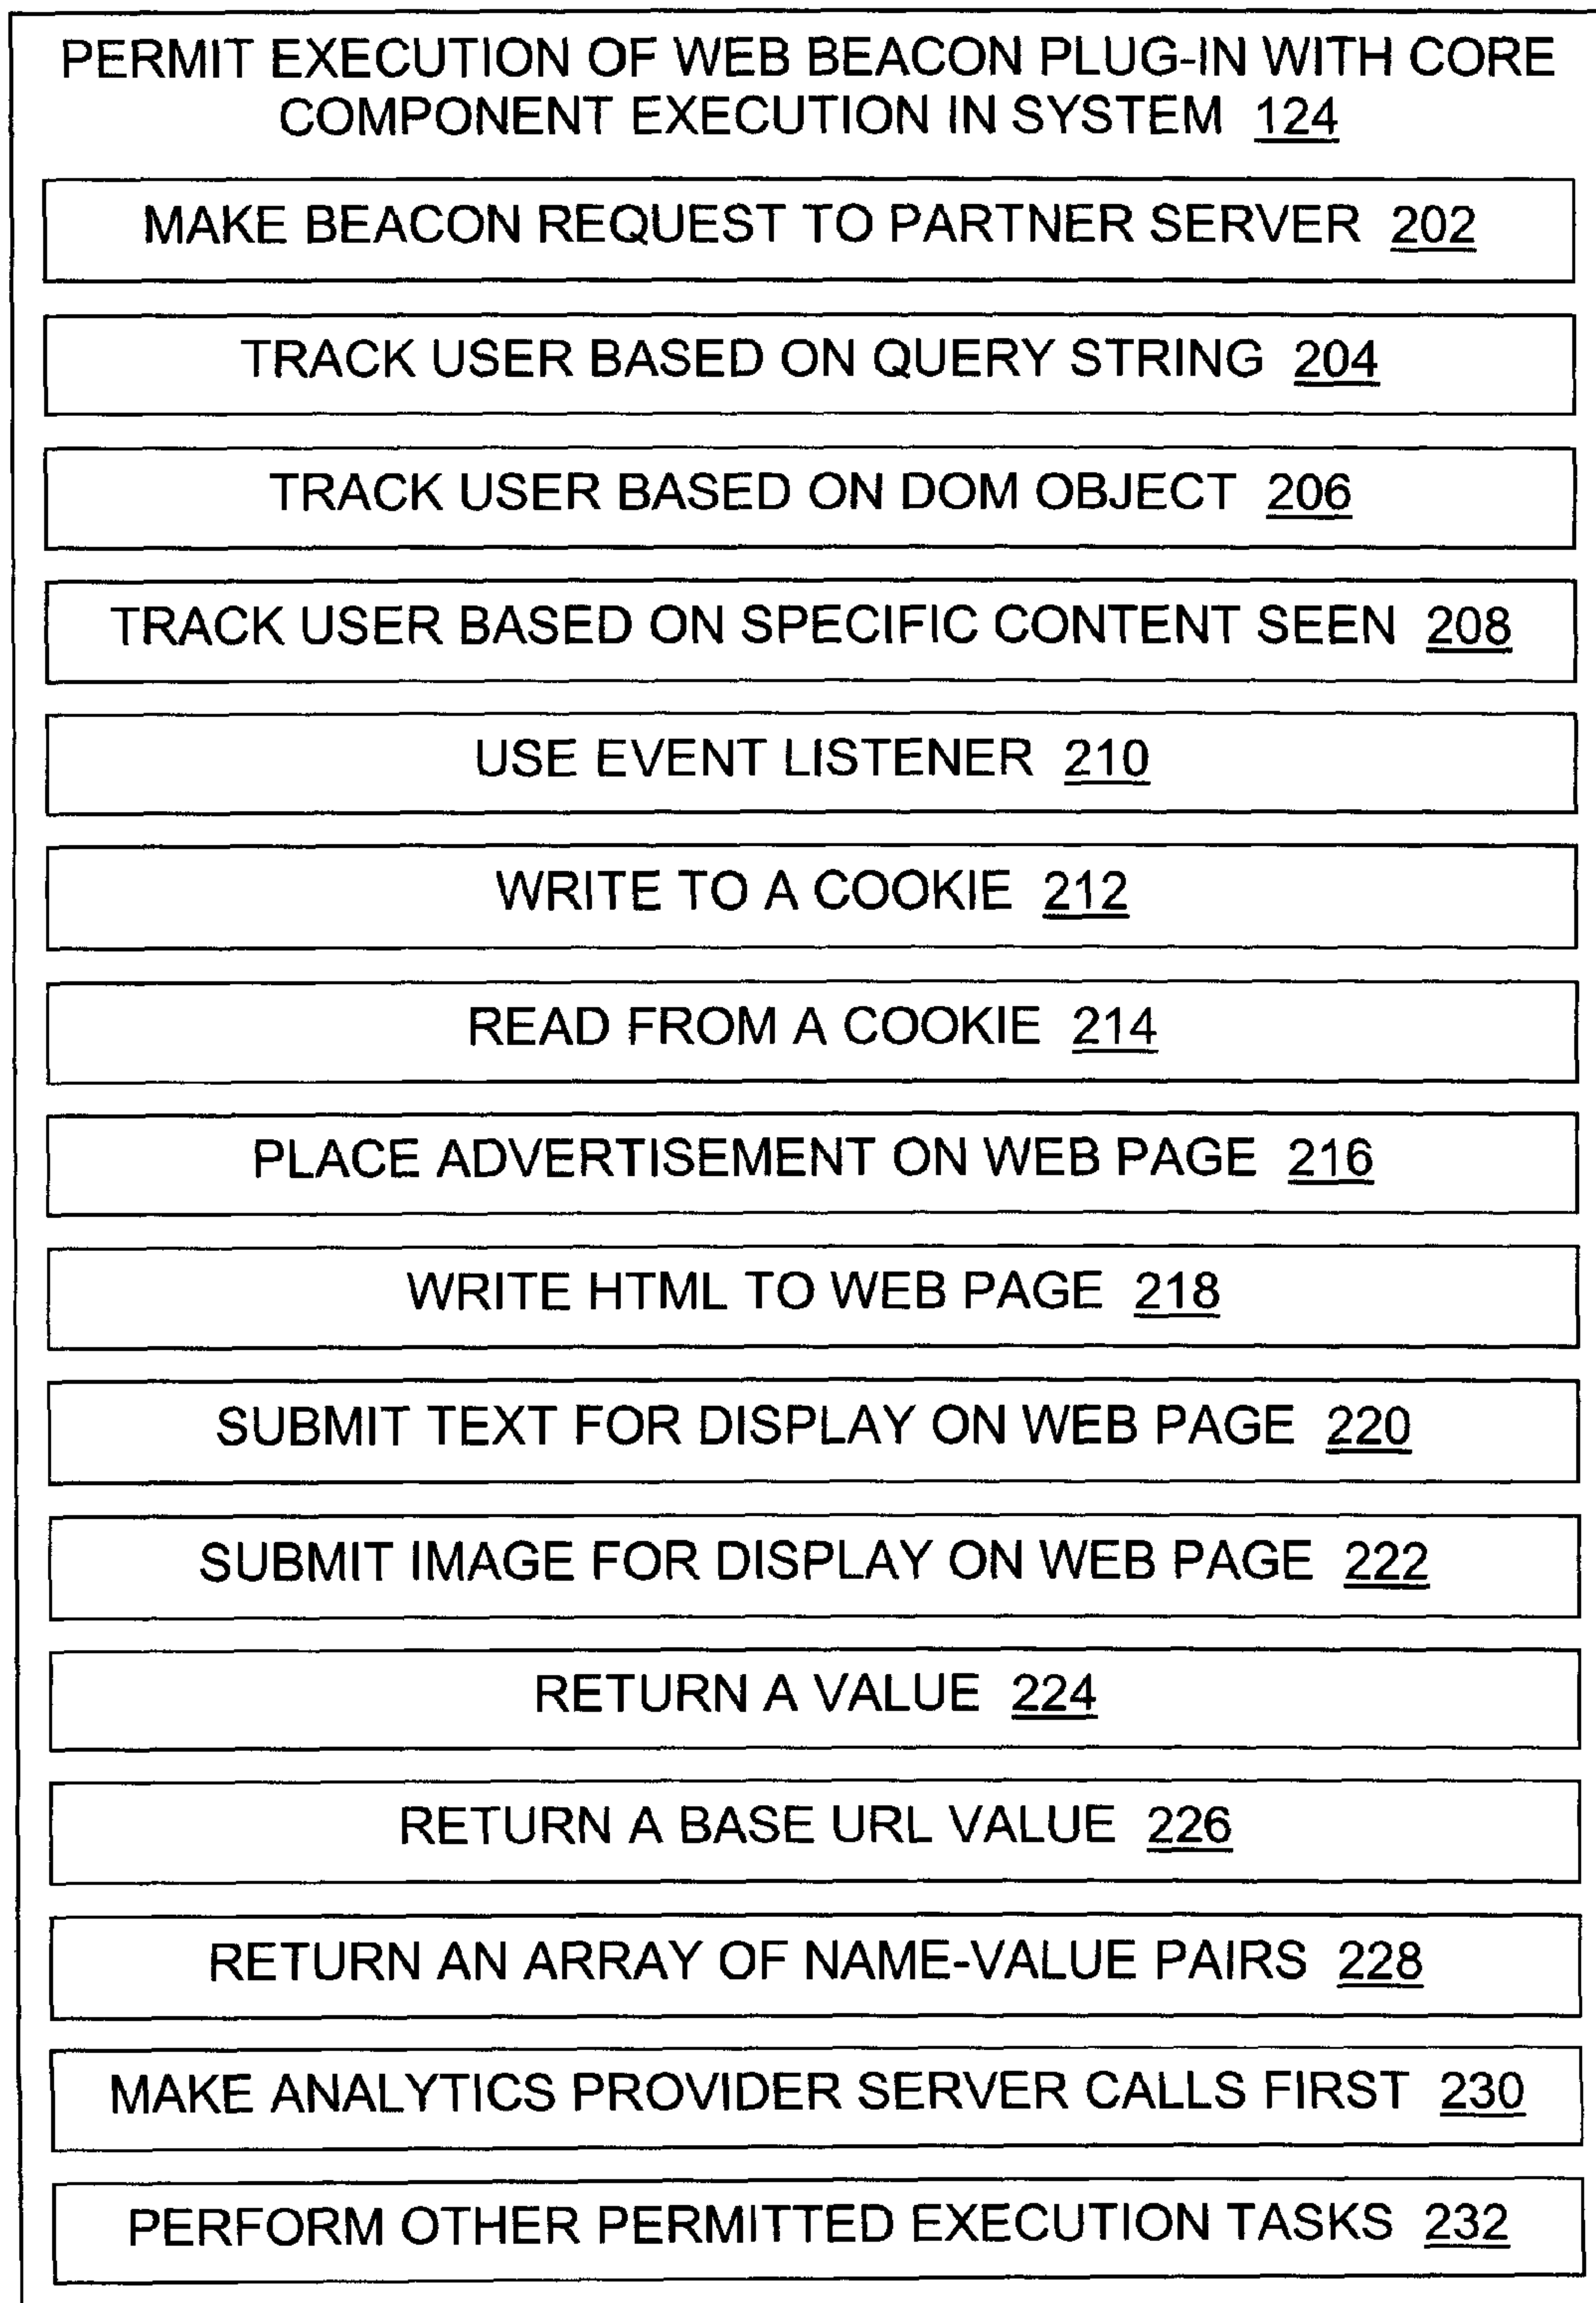 PERMIT EXECUTION OF WEB BEACON PLUG-IN WITH CORE
COMPONENT EXECUTION IN SYSTEM 124
MAKE BEACON REQUEST TO PARTNER SERVER 202
TRACK USER BASED ON QUERY STRING 204
TRACK USER BASED ON DOM OBJECT 206
TRACK USER BASED ON SPECIFIC CONTENT SEEN 208
USE EVENT LISTENER 210
WRITE TO A COOKIE 212
READ FROM A COOKIE 214
PLACE ADVERTISEMENT ON WEB PAGE 216
WRITE HTML TO WEB PAGE 218
SUBMIT TEXT FOR DISPLAY ON WEB PAGE 220
SUBMIT IMAGE FOR DISPLAY ON WEB PAGE 222
RETURN A VALUE 224
RETURN A BASE URL VALUE 226
RETURN AN ARRAY OF NAME-VALUE PAIRS 228
MAKE ANALYTICS PROVIDER SERVER CALLS FIRST 230
PERFORM OTHER PERMITTED EXECUTION TASKS 232